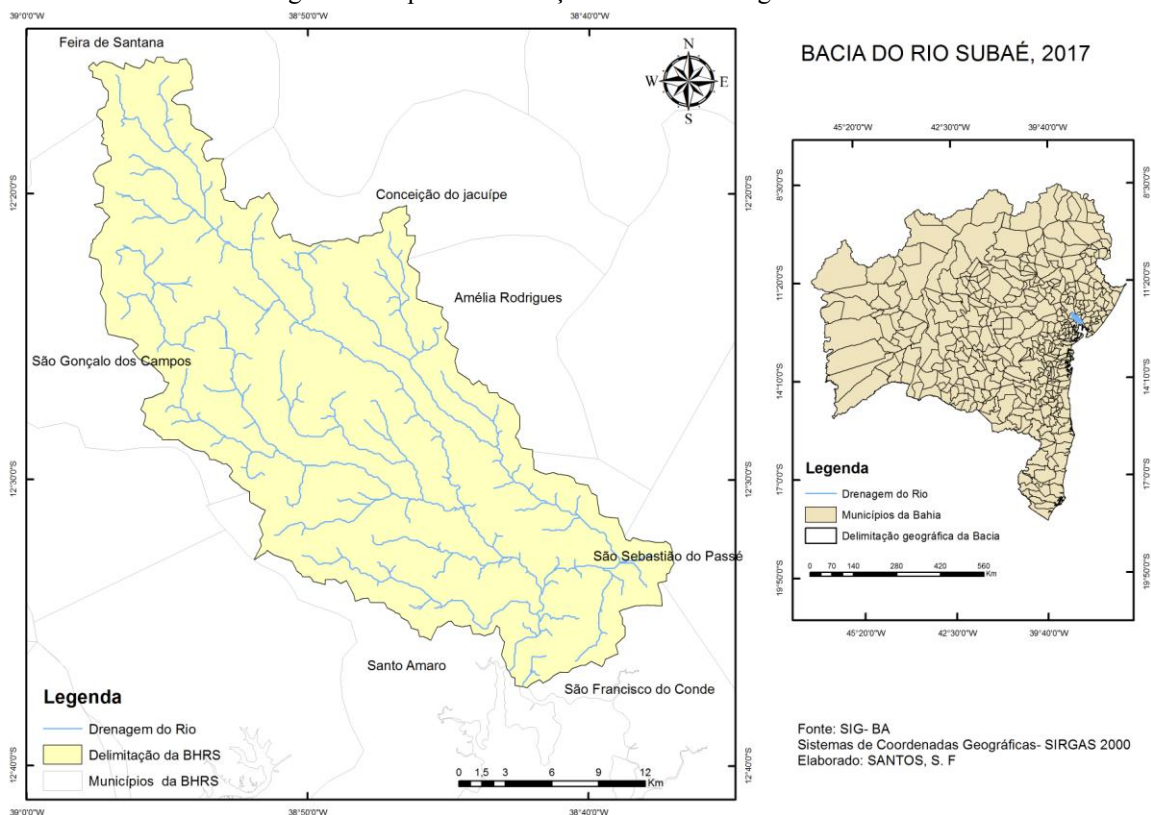 39°0'0"W
38°50'0"W
38°40'0"W
Feira de Santana
N
W
E
S
12°20'0"S
12°20'0"S
Conceição do jacuípe
Amélia Rodrigues
São Gonçalo dos Campos
12°30'0"S
12°30'0"S
São Sebastião do Passé
Santo Amaro
São Francisco do Conde
Legenda
Drenagem do Rio
Delimitação da BHRS
Municípios da BHRS
0 1,5 3 6 9 12
Km
12°40'0"S
12°40'0"S
39°0'0"W
38°50'0"W
38°40'0"W
BACIA DO RIO SUBAÉ, 2017
45°20'0"W
42°30'0"W
39°40'0"W
8°30'0"S
8°30'0"S
11°20'0"S
11°20'0"S
14°10'0"S
14°10'0"S
17°0'0"S
17°0'0"S
Legenda
Drenagem do Rio
Municípios da Bahia
Delimitação geográfica da Bacia
0 70 140 280 420 560
Km
19°50'0"S
19°50'0"S
45°20'0"W
42°30'0"W
39°40'0"W
Fonte: SIG- BA
Sistemas de Coordenadas Geográficas- SIRGAS 2000
Elaborado: SANTOS, S. F